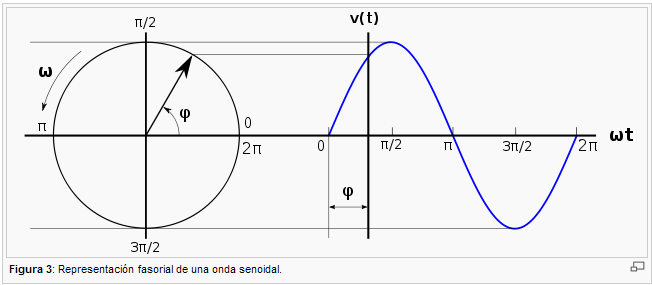 π/2
ω
φ
π
0
2π
3π/2
v(t)
0
π/2
π
3π/2
2π
ωt
φ
Figura 3: Representación fasorial de una onda senoidal.